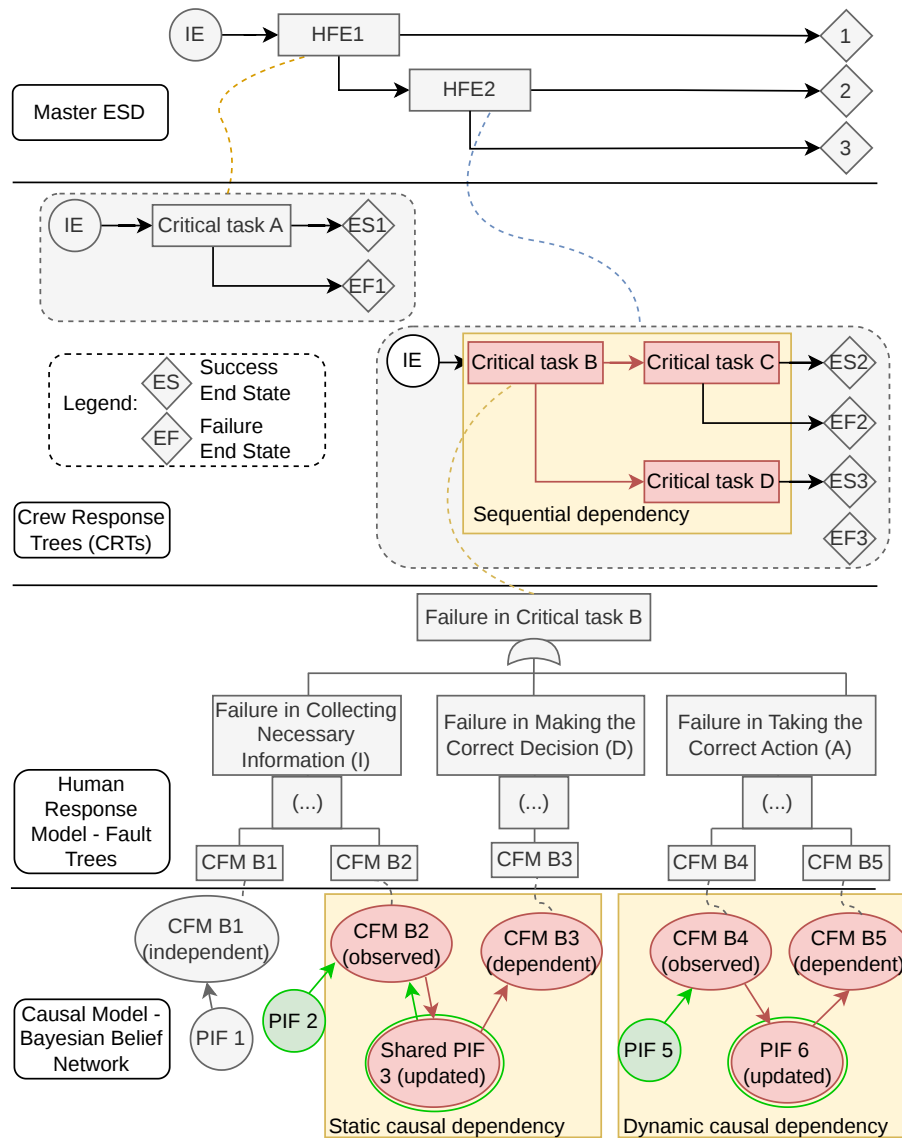 IE
HFE1
1
HFE2
2
Master ESD
3
IE
Critical task A
ES1
EF1
IE
Critical task B
Critical task C
ES2
Legend:
ES
Success
End State
EF
Failure
End State
EF2
Critical task D
ES3
Sequential dependency
EF3
Crew Response
Trees (CRTs)
Failure in Critical task B
Failure in Collecting
Necessary
Information (I)
Failure in Making the
Correct Decision (D)
Failure in Taking the
Correct Action (A)
Human
Response
Model - Fault
Trees
(...)
(...)
(...)
CFM B1
CFM B2
CFM B3
CFM B4
CFM B5
CFM B1
(independent)
CFM B2
(observed)
CFM B3
(dependent)
CFM B4
(observed)
CFM B5
(dependent)
Causal Model -
Bayesian Belief
Network
PIF 1
PIF 2
Shared PIF
3 (updated)
PIF 5
PIF 6
(updated)
Static causal dependency
Dynamic causal dependency